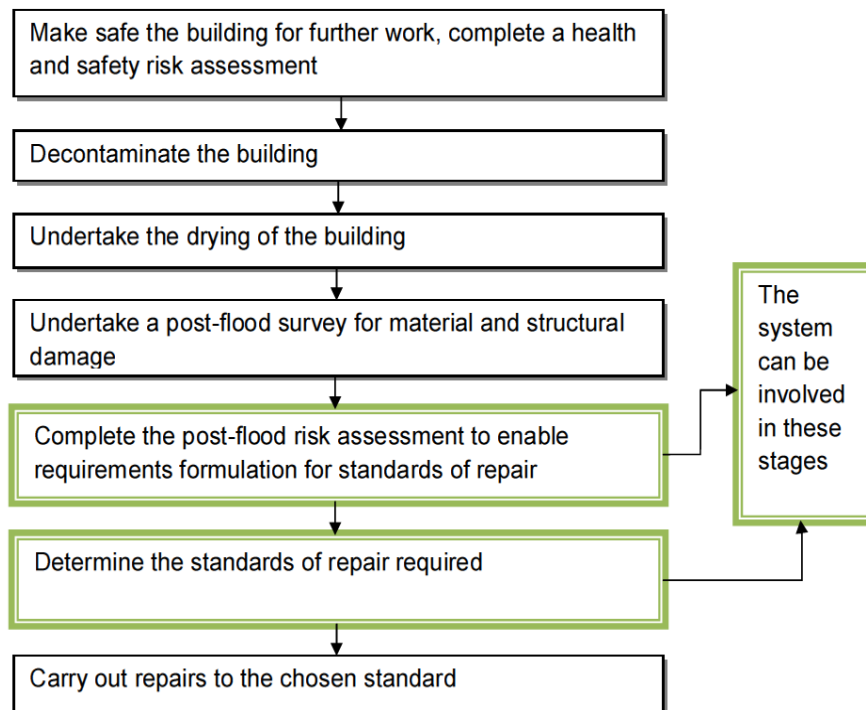 Make safe the building for further work, complete a health
and safety risk assessment
Decontaminate the building
Undertake the drying of the building
Undertake a post-flood survey for material and structural
damage
Complete the post-flood risk assessment to enable
requirements formulation for standards of repair
Determine the standards of repair required
Carry out repairs to the chosen standard
The
system
can be
involved
in these
stages